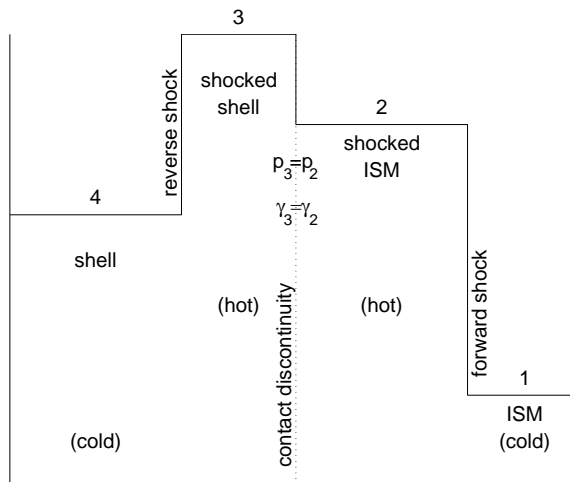 3
shocked
shell
reverse shock
2
shocked
ISM
p₃=p₂
γ₃=γ₂
4
shell
(hot)
(hot)
contact discontinuity
forward shock
1
ISM
(cold)
(cold)